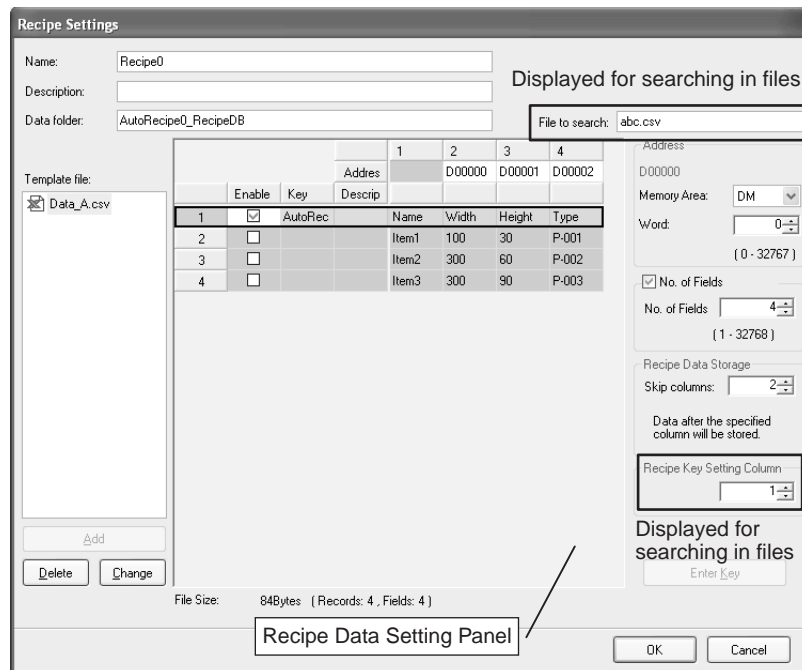 Recipe Settings
Name: Recipe0
Description:
Data folder: AutoRecipe0_RecipeDB
Displayed for searching in files
File to search: abc.csv
Template file:
Data_A.csv
1 2 3 4
Addres D00000 D00001 D00002
Enable Key Descrip
1 AutoRec Name Width Height Type
2 Item1 100 30 P-001
3 Item2 300 60 P-002
4 Item3 300 90 P-003
Address
D00000
Memory Area: DM
Word: 0
( 0 - 32767 )
No. of Fields
No. of Fields 4
( 1 - 32768 )
Recipe Data Storage
Skip columns: 2
Data after the specified
column will be stored.
Recipe Key Setting Column
1
Displayed for
searching in files
Enter Key
Add
Delete Change
File Size: 84Bytes ( Records: 4 , Fields: 4 )
Recipe Data Setting Panel
OK Cancel